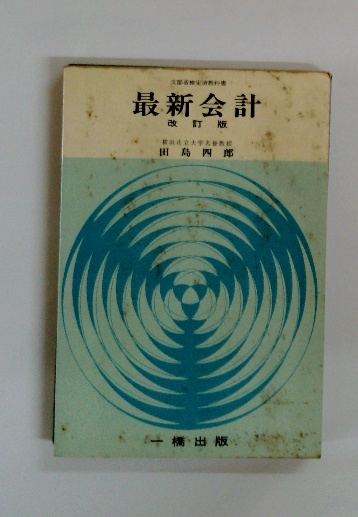 文部省検定済教科書
最新会計
改訂版
横浜市立大学名誉教授
田島四郎
一橋出版